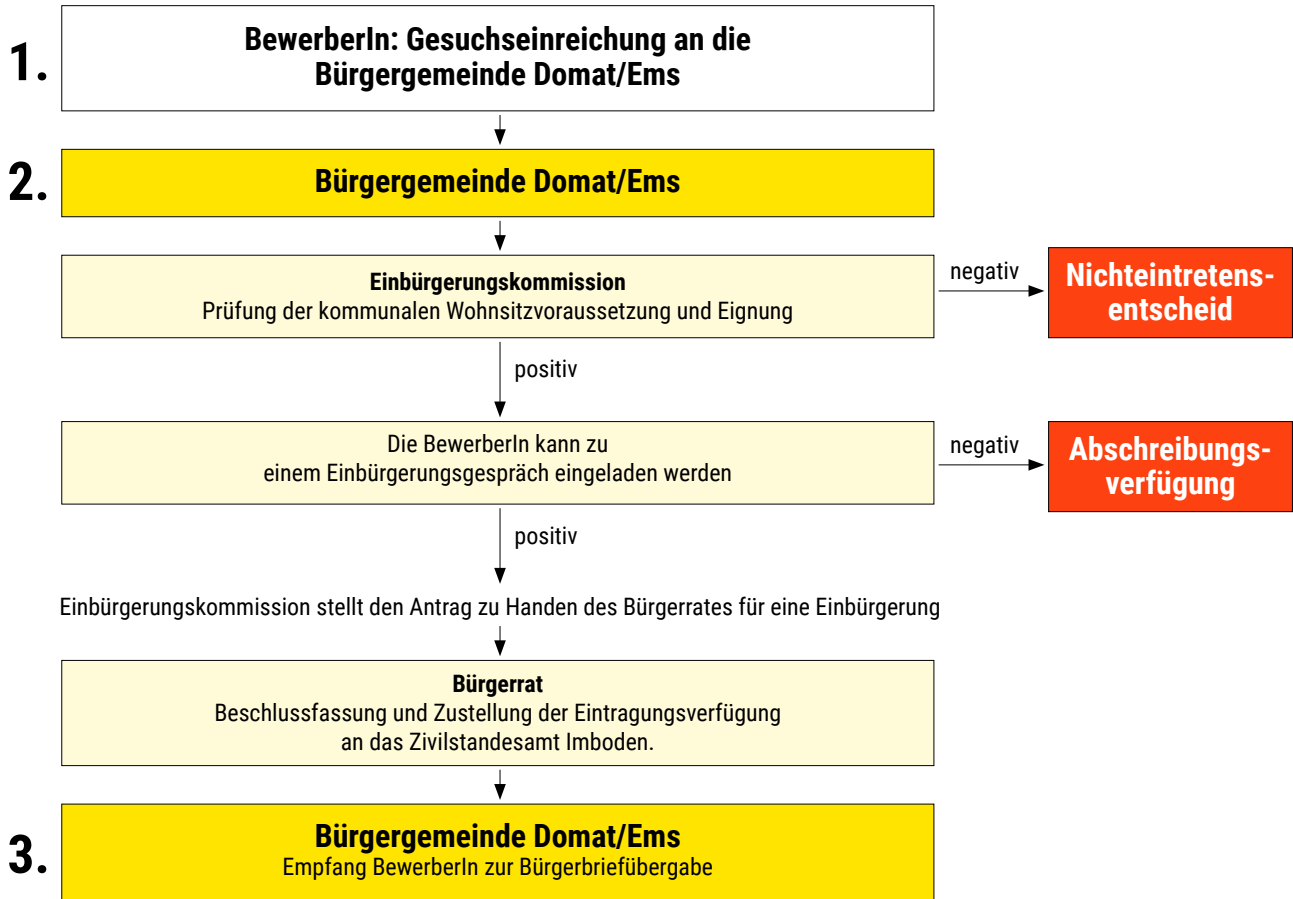 1.
BewerberIn: Gesuchseinreichung an die
Bürgergemeinde Domat/Ems
2.
Bürgergemeinde Domat/Ems
Einbürgerungskommission
Prüfung der kommunalen Wohnsitzvoraussetzung und Eignung
negativ
Nichteintretens-
entscheid
positiv
Die BewerberIn kann zu
einem Einbürgerungsgespräch eingeladen werden
negativ
Abschreibungs-
verfügung
positiv
Einbürgerungskommission stellt den Antrag zu Handen des Bürgerrates für eine Einbürgerung
Bürgerrat
Beschlussfassung und Zustellung der Eintragungsverfügung
an das Zivilstandesamt Imboden.
3.
Bürgergemeinde Domat/Ems
Empfang BewerberIn zur Bürgerbriefübergabe